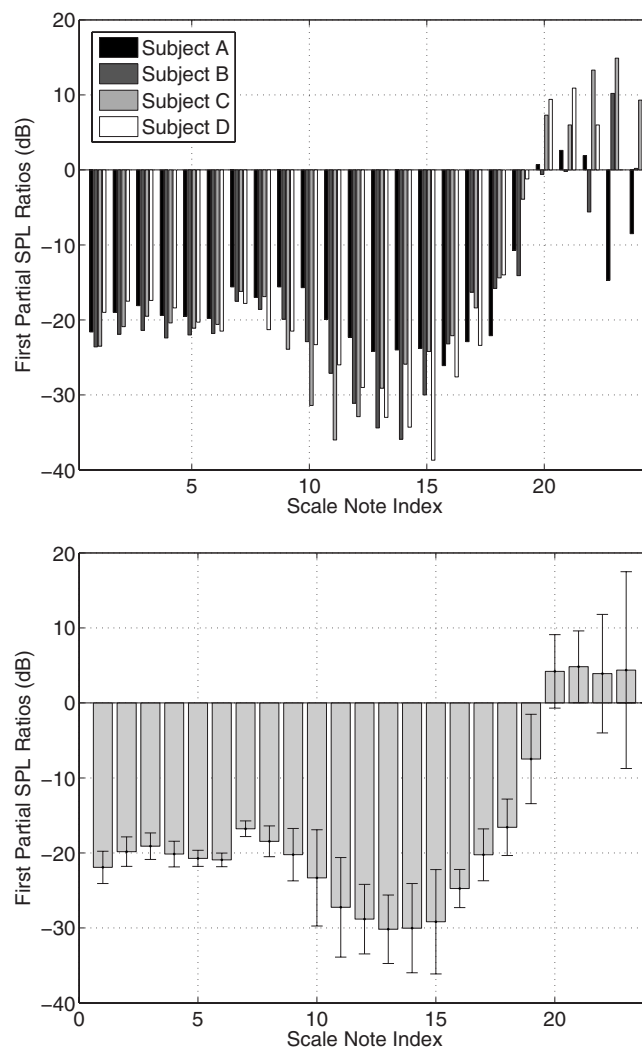 20
10
0
−10
−20
−30
−40
First Partial SPL Ratios (dB)
Subject A
Subject B
Subject C
Subject D
5
10
15
20
Scale Note Index
20
10
0
−10
−20
−30
−40
First Partial SPL Ratios (dB)
0
5
10
15
20
Scale Note Index